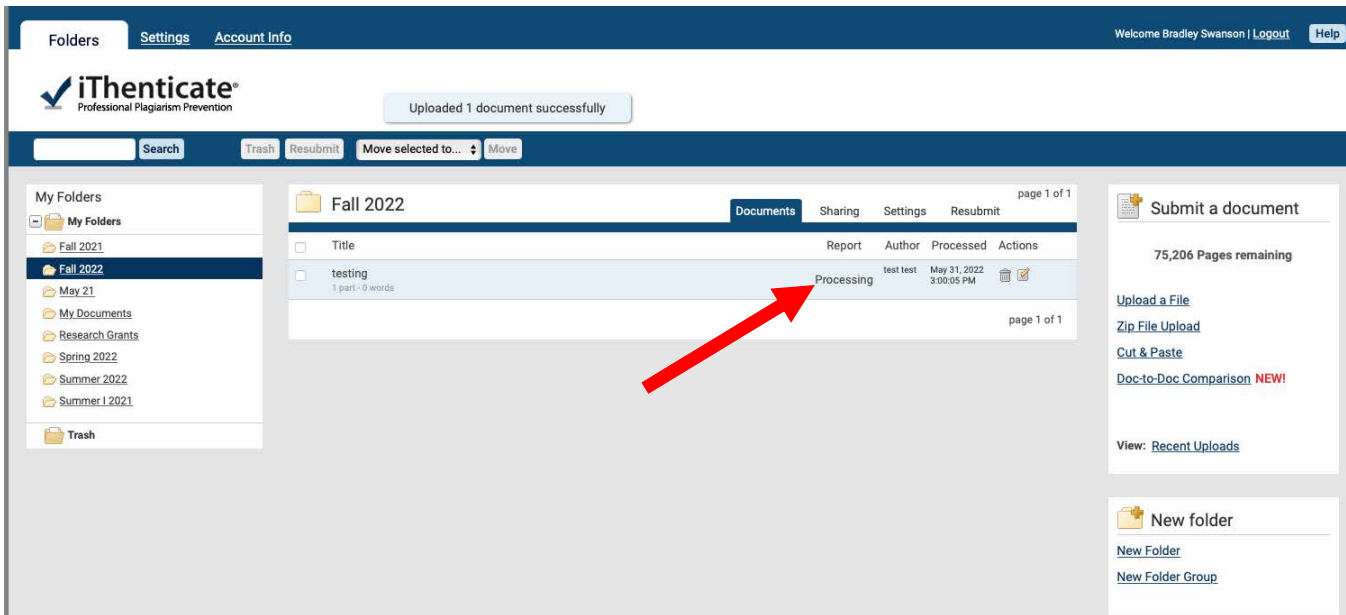 Folders Settings Account Info Welcome Bradley Swanson | Logout Help
iThenticate®
Professional Plagiarism Prevention
Uploaded 1 document successfully
Search Trash Resubmit Move selected to... Move
My Folders
My Folders
Fall 2021
Fall 2022
May 21
My Documents
Research Grants
Spring 2022
Summer 2022
Summer I 2021
Trash
Fall 2022
page 1 of 1
Documents Sharing Settings Resubmit
Title Report Author Processed Actions
testing Processing test test May 31, 2022
1 part - 0 words 3:00:05 PM
page 1 of 1
Submit a document
75,206 Pages remaining
Upload a File
Zip File Upload
Cut & Paste
Doc-to-Doc Comparison NEW!
View: Recent Uploads
New folder
New Folder
New Folder Group